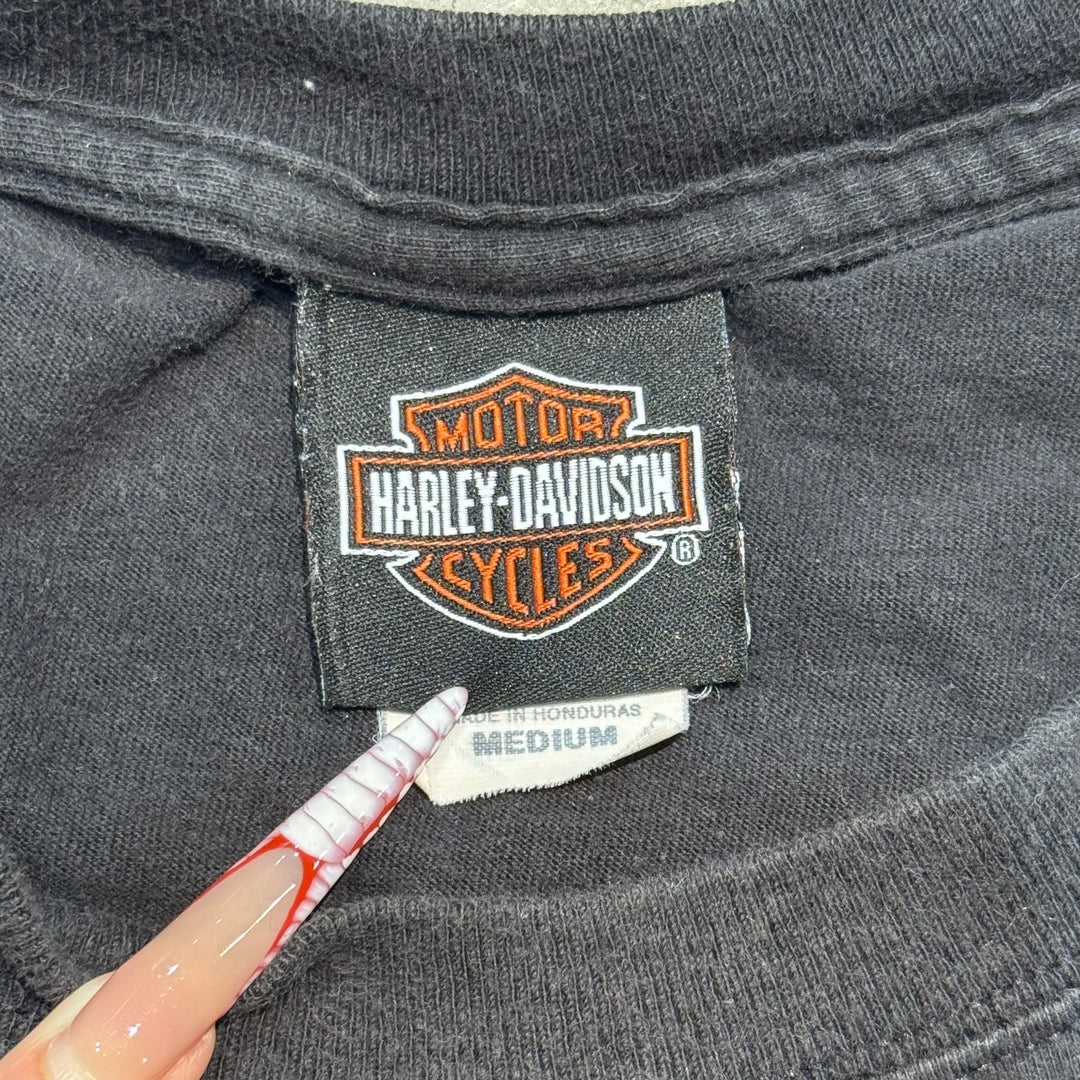 MOTOR
HARLEY-DAVIDSON
CYCLES
®
IN HONDURAS
MEDIUM